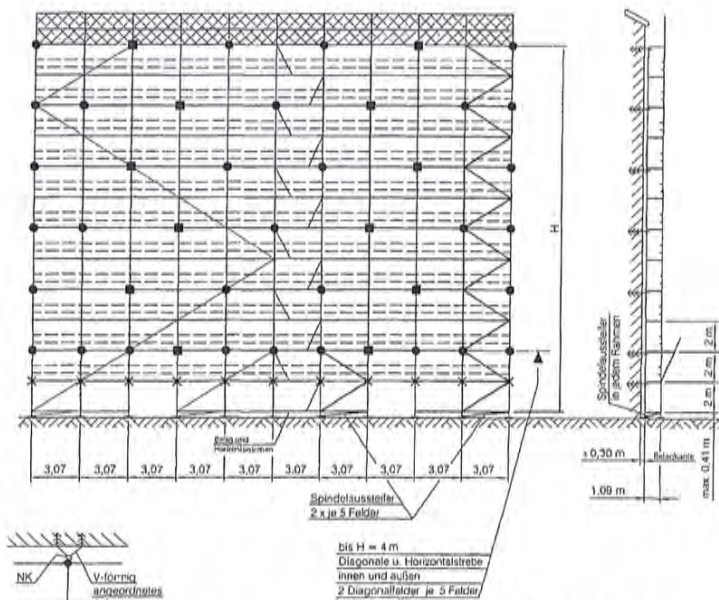 H
Spindelaussteller
in jedem Rahmen
2 m
2 m
2 m
max. 0,41 m
≤ 0,30 m
Belagkante
1,09 m
3,07 3,07 3,07 3,07 3,07 3,07 3,07 3,07 3,07 3,07
Spindelaussteller
2 x je 5 Felder
bis H = 4 m
Diagonale u. Horizontalstrebe
innen und außen
2 Diagonalfelder je 5 Felder
NK
V-förmig
angeordnetes